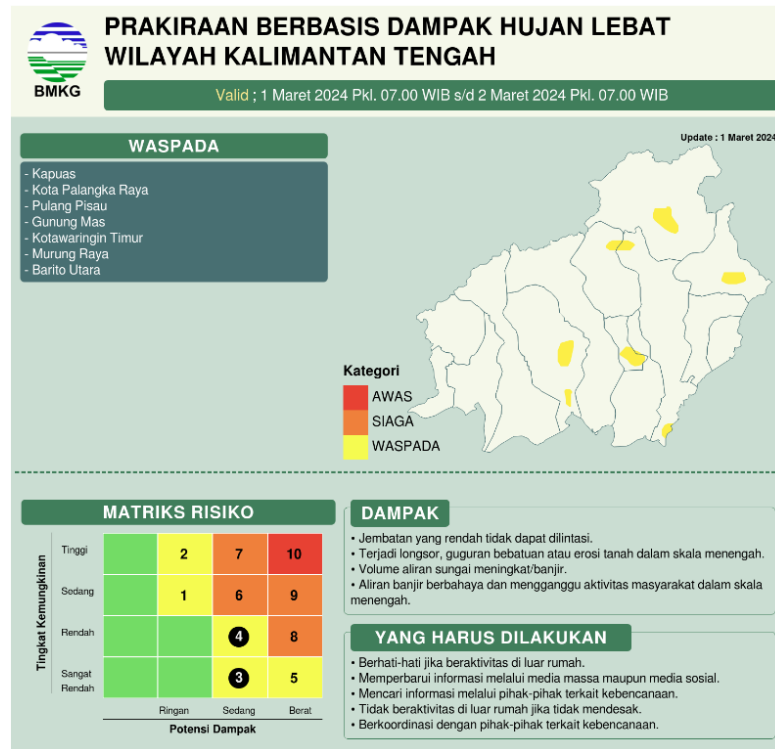 BMKG
PRAKIRAAN BERBASIS DAMPAK HUJAN LEBAT
WILAYAH KALIMANTAN TENGAH
Valid ; 1 Maret 2024 Pkl. 07.00 WIB s/d 2 Maret 2024 Pkl. 07.00 WIB
WASPADA
- Kapuas
- Kota Palangka Raya
- Pulang Pisau
- Gunung Mas
- Kotawaringin Timur
- Murung Raya
- Barito Utara
Update : 1 Maret 2024
Kategori
AWAS
SIAGA
WASPADA
MATRIKS RISIKO
Tingkat Kemungkinan
Tinggi 2 7 10
Sedang 1 6 9
Rendah 4 8
Sangat
Rendah 3 5
Ringan Sedang Berat
Potensi Dampak
DAMPAK
• Jembatan yang rendah tidak dapat dilintasi.
• Terjadi longsor, guguran bebatuan atau erosi tanah dalam skala menengah.
• Volume aliran sungai meningkat/banjir.
• Aliran banjir berbahaya dan mengganggu aktivitas masyarakat dalam skala
menengah.
YANG HARUS DILAKUKAN
• Berhati-hati jika beraktivitas di luar rumah.
• Memperbarui informasi melalui media massa maupun media sosial.
• Mencari informasi melalui pihak-pihak terkait kebencanaan.
• Tidak beraktivitas di luar rumah jika tidak mendesak.
• Berkoordinasi dengan pihak-pihak terkait kebencanaan.